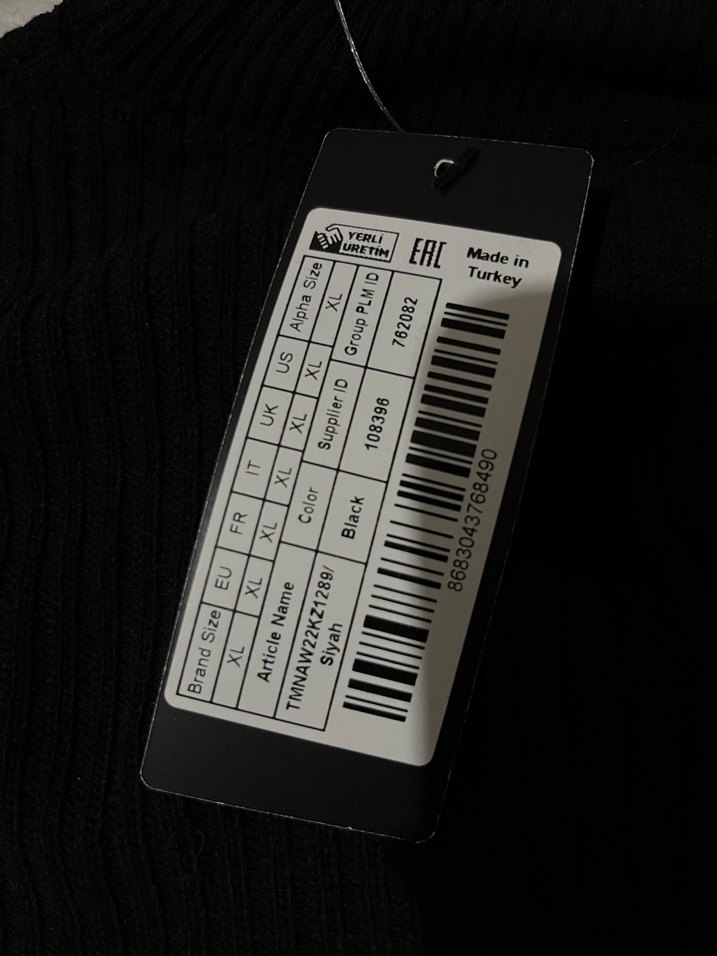 YERLİ
ÜRETİM
EAC
Made in
Turkey
Brand Size EU FR IT UK US Alpha Size
XL XL XL XL XL XL XL
Article Name Color Supplier ID Group PLM ID
TMNAW22KZ1289/
Siyah Black 108396 762082
8683043768490